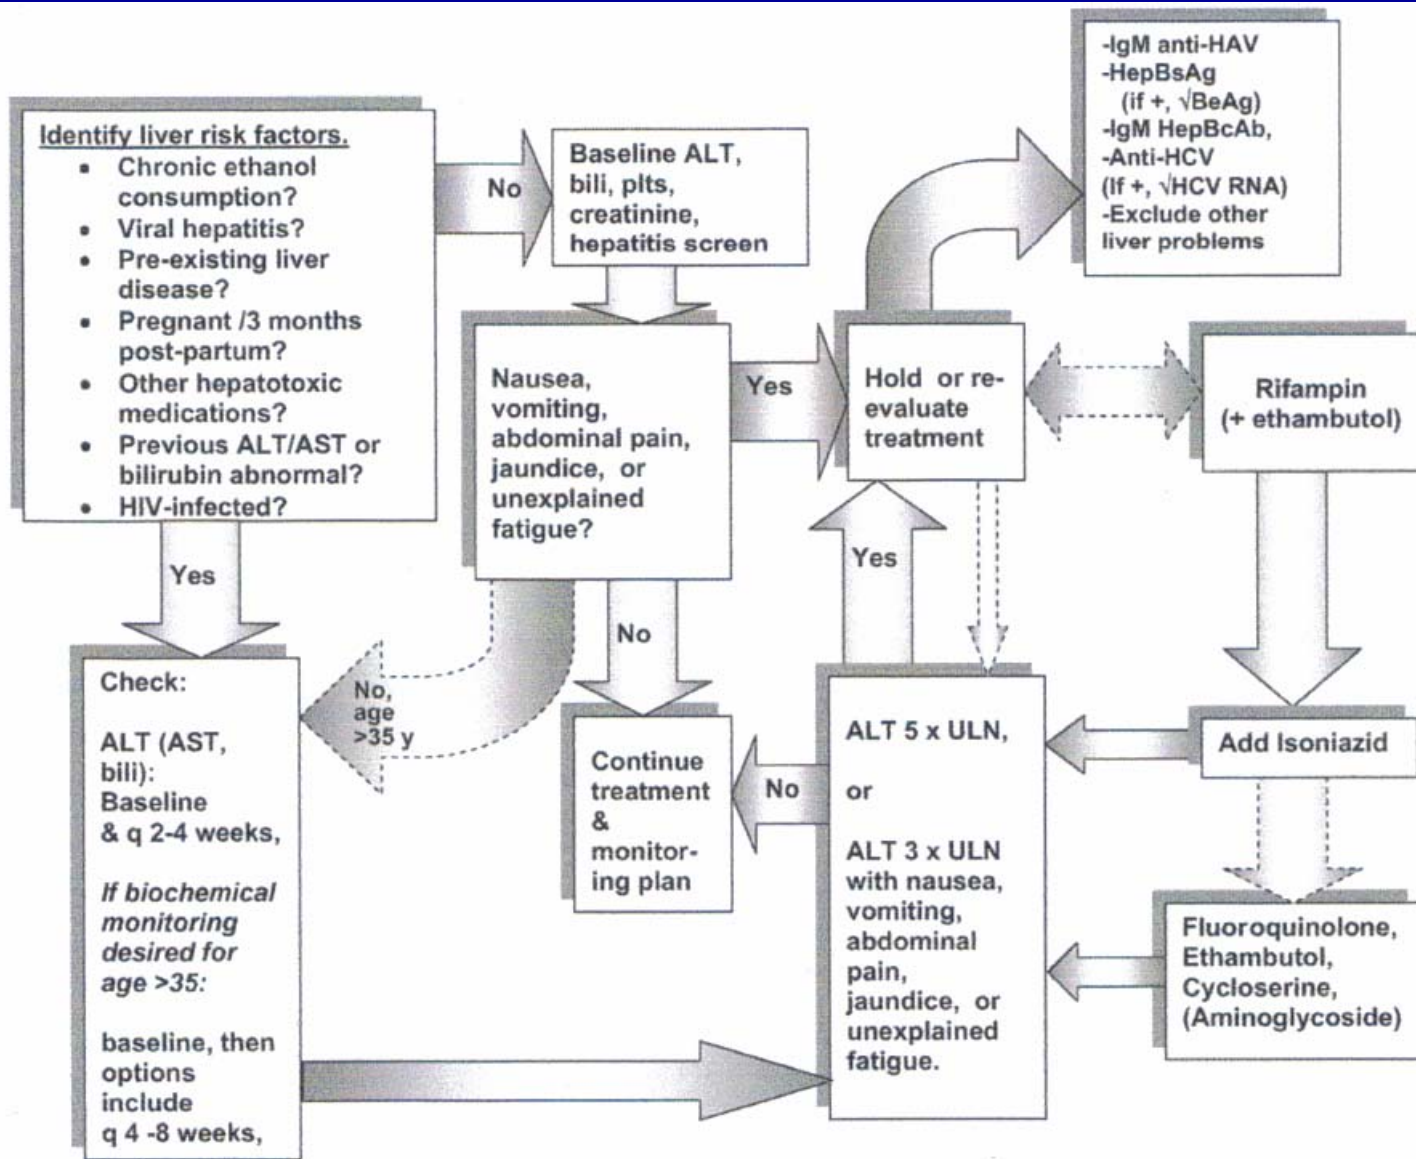 Identify liver risk factors.
• Chronic ethanol
consumption?
• Viral hepatitis?
• Pre-existing liver
disease?
• Pregnant /3 months
post-partum?
• Other hepatotoxic
medications?
• Previous ALT/AST or
bilirubin abnormal?
• HIV-infected?
No
Baseline ALT,
bili, plts,
creatinine,
hepatitis screen
-IgM anti-HAV
-HepBsAg
(if +, √BeAg)
-IgM HepBcAb,
-Anti-HCV
(If +, √HCV RNA)
-Exclude other
liver problems
Nausea,
vomiting,
abdominal pain,
jaundice, or
unexplained
fatigue?
Yes
Hold or re-
evaluate
treatment
Rifampin
(+ ethambutol)
Yes
No
Yes
No,
age
>35 y
Check:
ALT (AST,
bili):
Baseline
& q 2-4 weeks,
If biochemical
monitoring
desired for
age >35:
baseline, then
options
include
q 4 -8 weeks,
Continue
treatment
&
monitor-
ing plan
No
ALT 5 x ULN,
or
ALT 3 x ULN
with nausea,
vomiting,
abdominal
pain,
jaundice, or
unexplained
fatigue.
Add Isoniazid
Fluoroquinolone,
Ethambutol,
Cycloserine,
(Aminoglycoside)